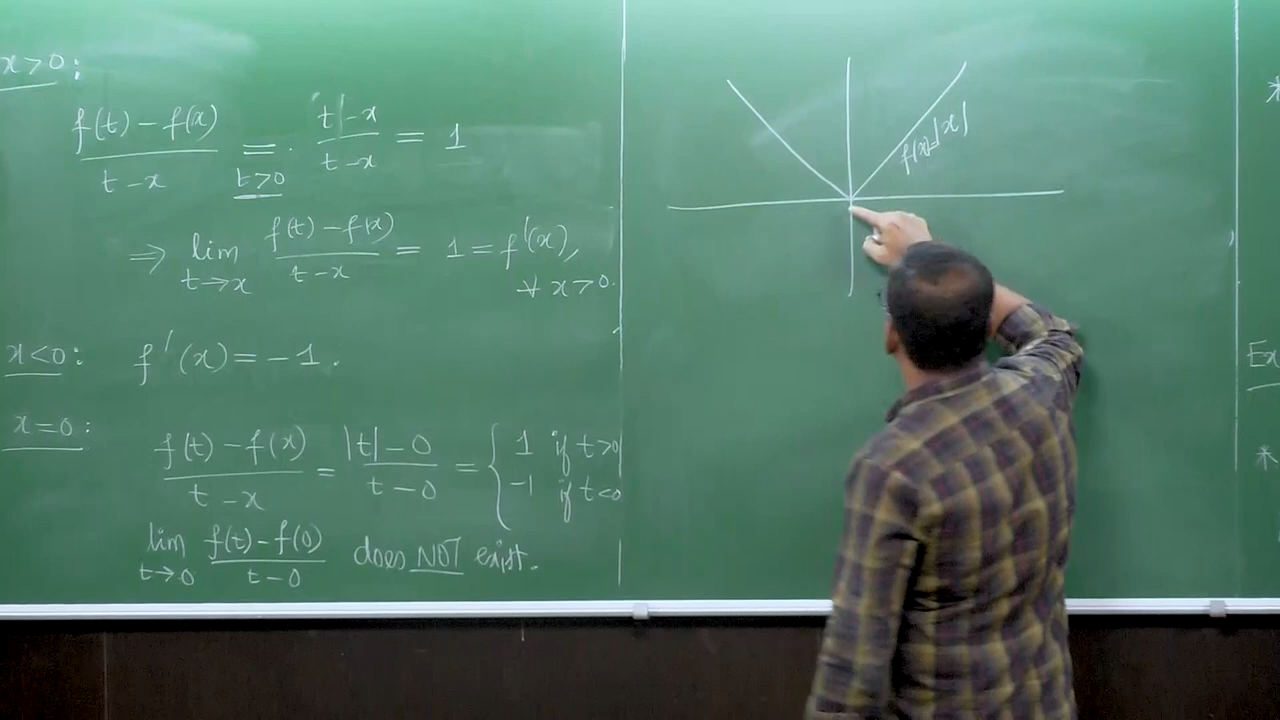 x>0:
f(t)-f(x)/t-x = t|-x/t-x = 1
t>0
⇒ lim t→x f(t)-f(x)/t-x = 1 = f'(x),
∀ x>0.
x<0: f'(x)=-1.
x=0:
f(t)-f(x)/t-x = |t|-0/t-0 = { 1 if t>0
-1 if t<0
lim t→0 f(t)-f(0)/t-0 does NOT exist.
f(x)=|x|
*
Ex
*